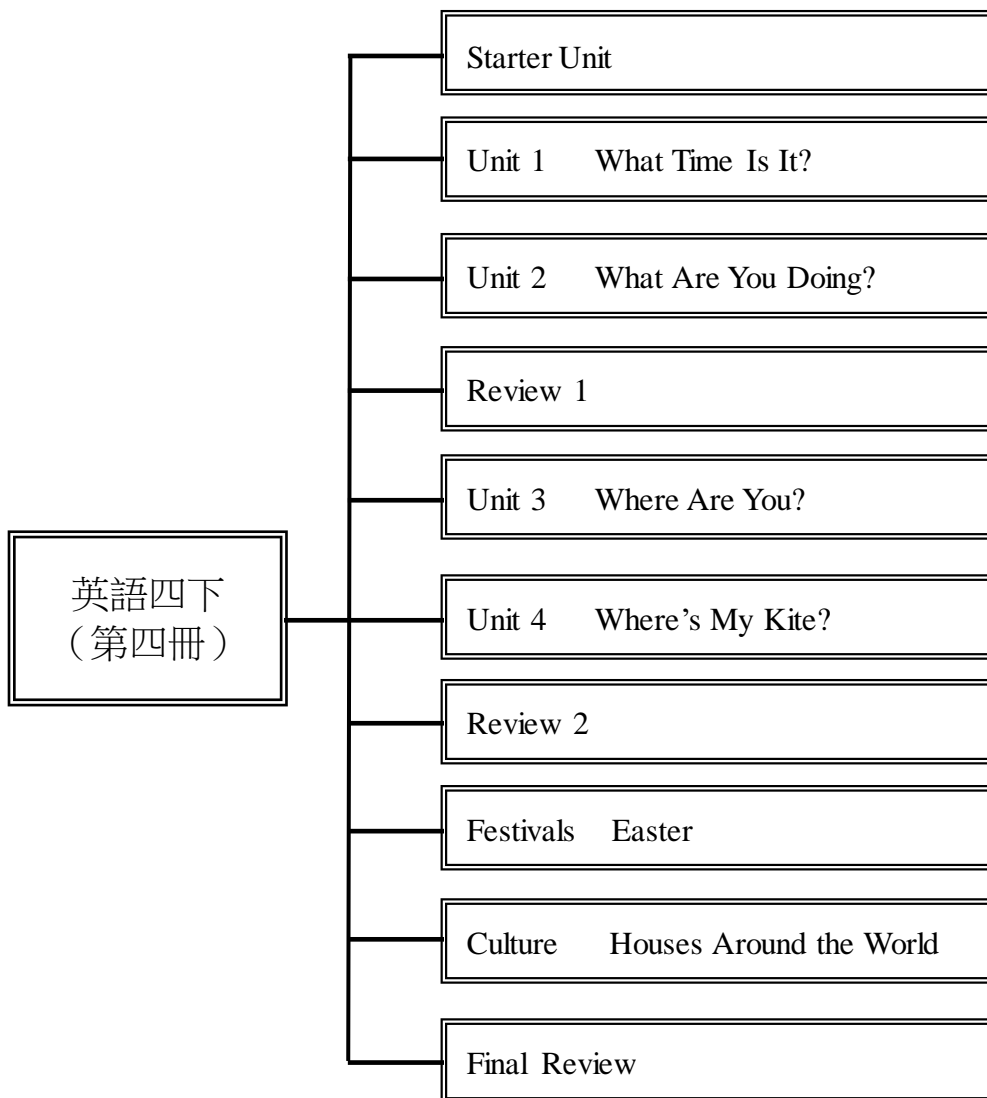 Starter Unit
Unit 1 What Time Is It?
Unit 2 What Are You Doing?
Review 1
Unit 3 Where Are You?
英語四下
（第四冊）
Unit 4 Where’s My Kite?
Review 2
Festivals Easter
Culture Houses Around the World
Final Review